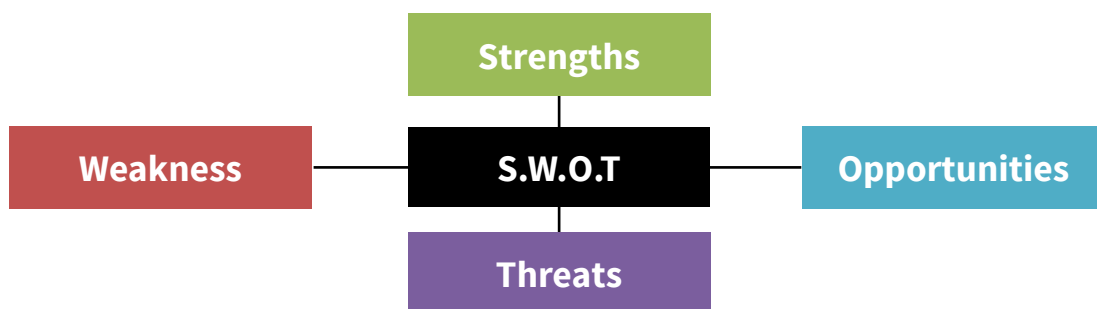 Strengths
Weakness
S.W.O.T
Opportunities
Threats